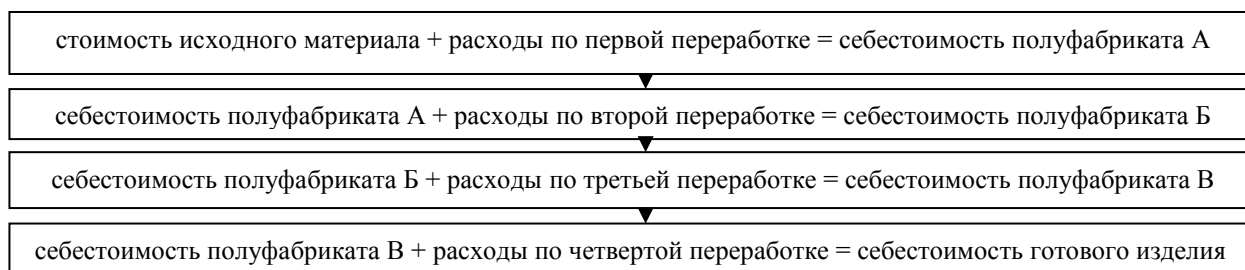 стоимость исходного материала + расходы по первой переработке = себестоимость полуфабриката А
себестоимость полуфабриката А + расходы по второй переработке = себестоимость полуфабриката Б
себестоимость полуфабриката Б + расходы по третьей переработке = себестоимость полуфабриката В
себестоимость полуфабриката В + расходы по четвертой переработке = себестоимость готового изделия